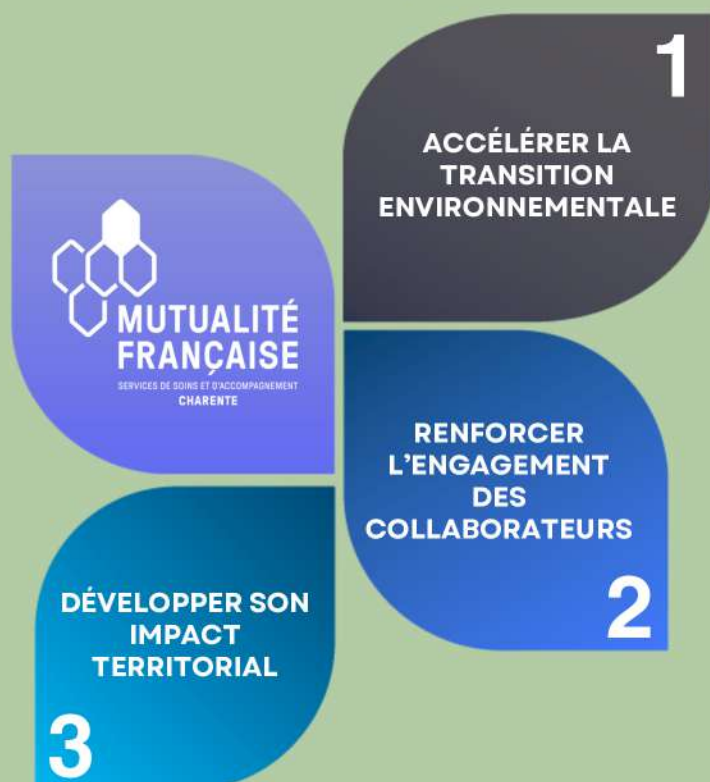 1
ACCÉLÉRER LA
TRANSITION
ENVIRONNEMENTALE
MUTUALITÉ
FRANÇAISE
SERVICES DE SOINS ET D'ACCOMPAGNEMENT
CHARENTE
RENFORCER
L'ENGAGEMENT
DES
COLLABORATEURS
2
DÉVELOPPER SON
IMPACT
TERRITORIAL
3